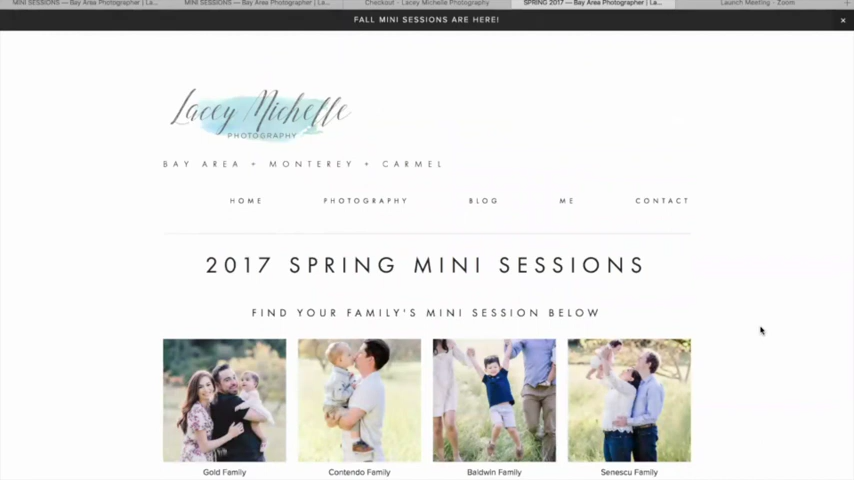 MINI SESSIONS — Bay Area Photographer | La...
MINI SESSIONS — Bay Area Photographer | La...
Checkout - Lacey Michelle Photography
SPRING 2017 — Bay Area Photographer | La...
Launch Meeting - Zoom
+
FALL MINI SESSIONS ARE HERE!
×
Lacey Michelle
PHOTOGRAPHY
BAY AREA + MONTEREY + CARMEL
HOME PHOTOGRAPHY BLOG ME CONTACT
2017 SPRING MINI SESSIONS
FIND YOUR FAMILY'S MINI SESSION BELOW
Gold Family Contendo Family Baldwin Family Senescu Family